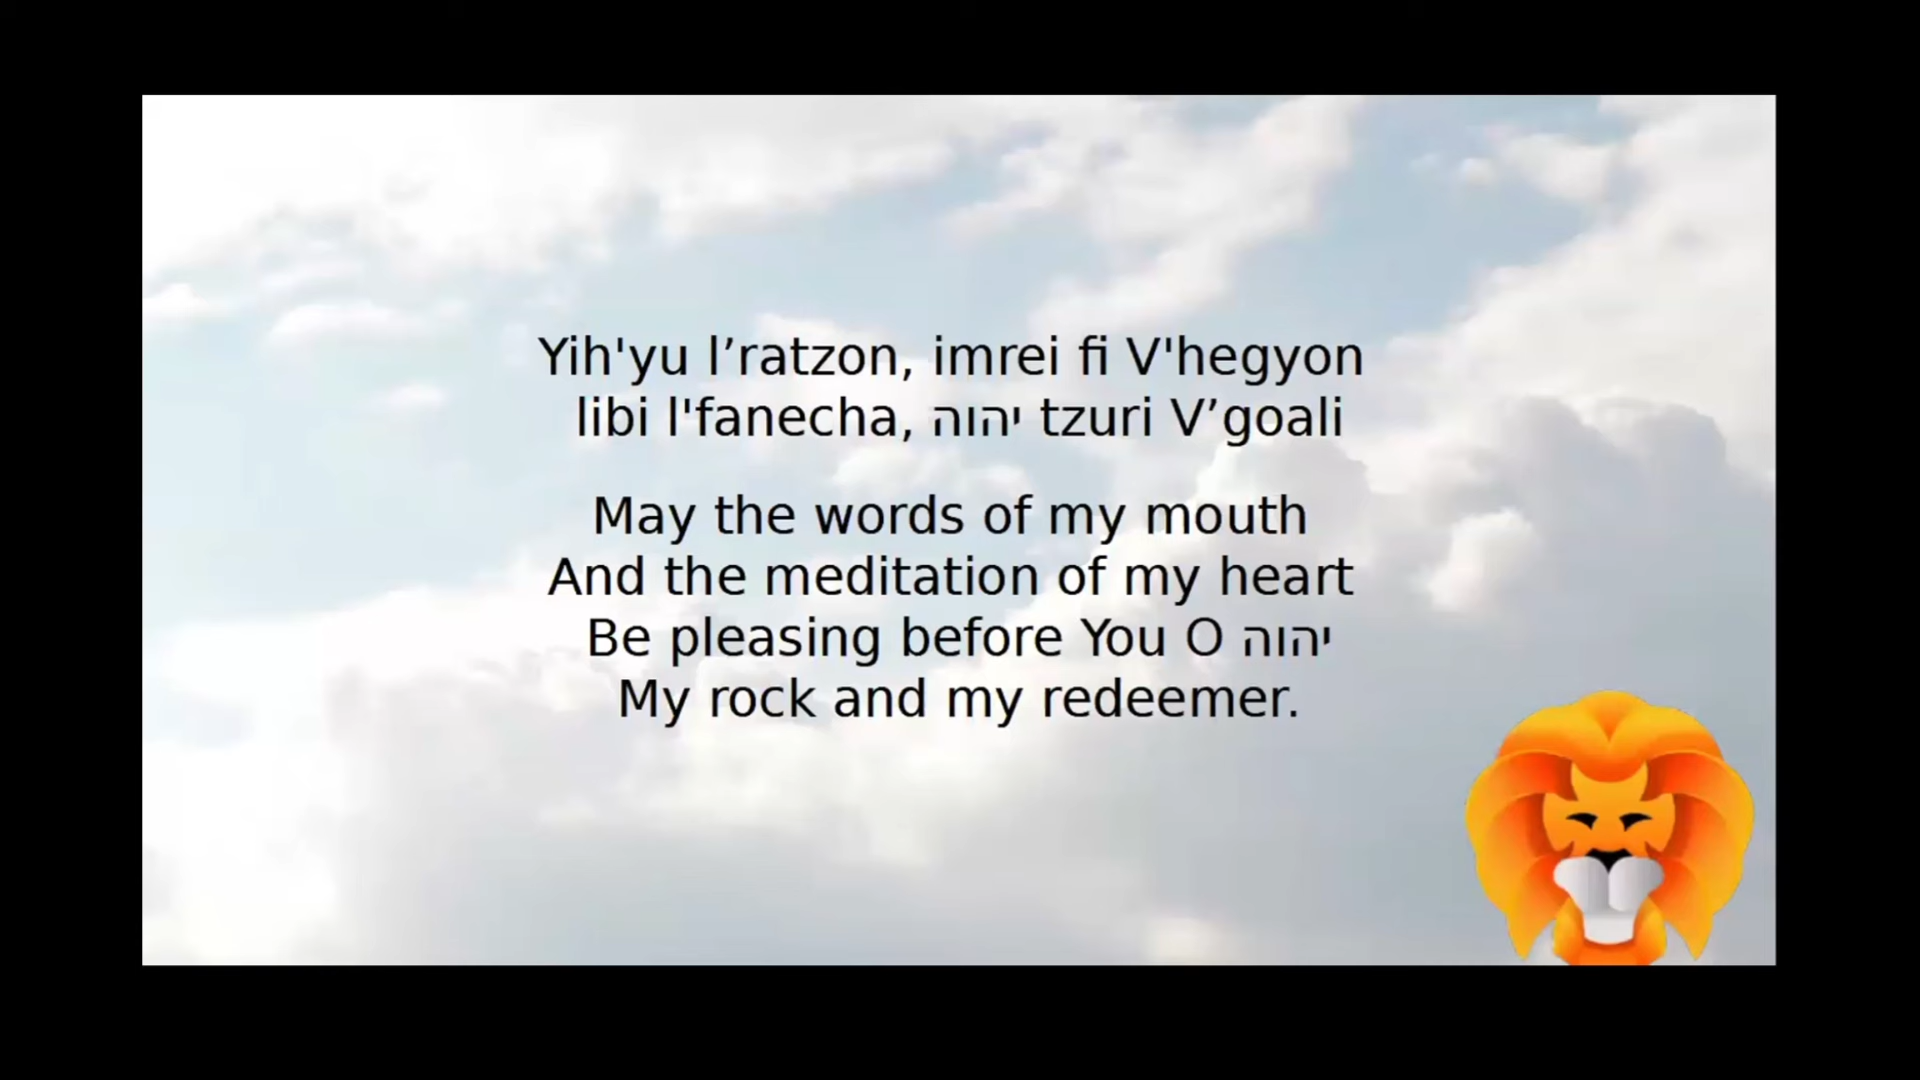 Yih'yu l’ratzon, imrei fi V'hegyon
libi l'fanecha, יהוה tzuri V’goali
May the words of my mouth
And the meditation of my heart
Be pleasing before You O יהוה
My rock and my redeemer.